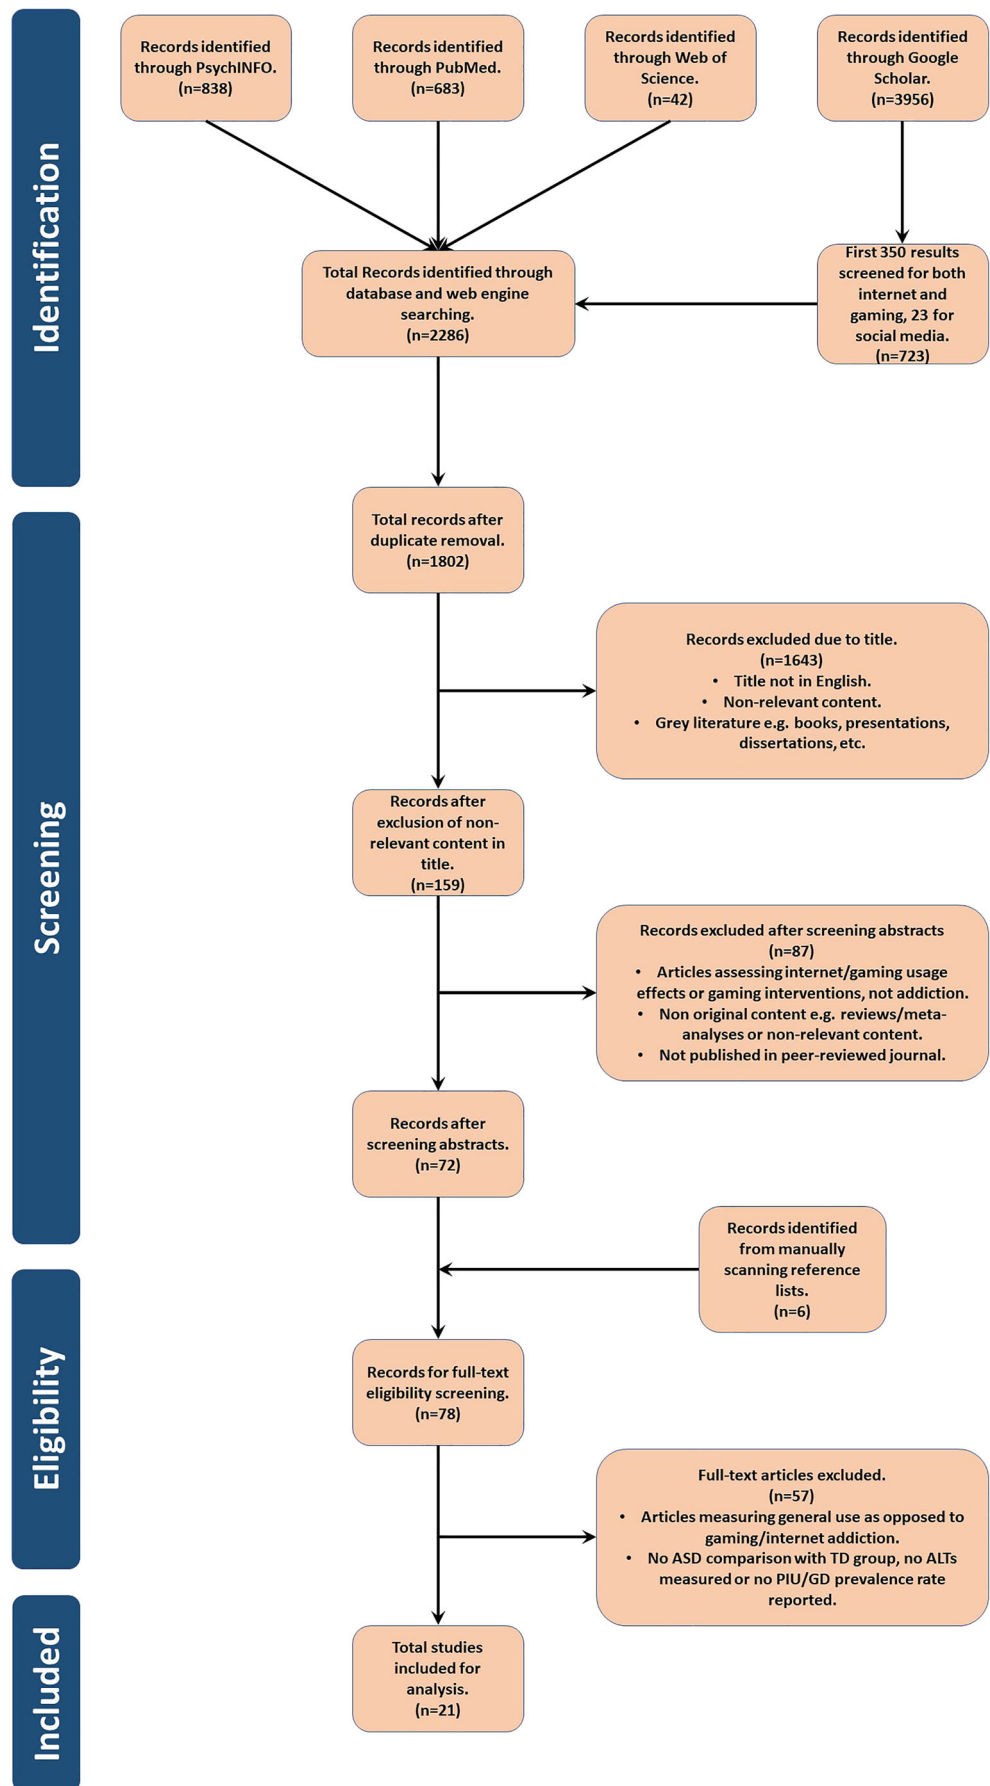 Identification
Records identified
through PsychINFO.
(n=838)
Records identified
through PubMed.
(n=683)
Records identified
through Web of
Science.
(n=42)
Records identified
through Google
Scholar.
(n=3956)
First 350 results
screened for both
internet and
gaming, 23 for
social media.
(n=723)
Total Records identified through
database and web engine
searching.
(n=2286)
Screening
Total records after
duplicate removal.
(n=1802)
Records excluded due to title.
(n=1643)
• Title not in English.
• Non-relevant content.
• Grey literature e.g. books, presentations,
dissertations, etc.
Records after
exclusion of non-
relevant content in
title.
(n=159)
Records excluded after screening abstracts
(n=87)
• Articles assessing internet/gaming usage
effects or gaming interventions, not addiction.
• Non original content e.g. reviews/meta-
analyses or non-relevant content.
• Not published in peer-reviewed journal.
Records after
screening abstracts.
(n=72)
Records identified
from manually
scanning reference
lists.
(n=6)
Eligibility
Records for full-text
eligibility screening.
(n=78)
Full-text articles excluded.
(n=57)
• Articles measuring general use as opposed to
gaming/internet addiction.
• No ASD comparison with TD group, no ALTs
measured or no PIU/GD prevalence rate
reported.
Included
Total studies
included for
analysis.
(n=21)